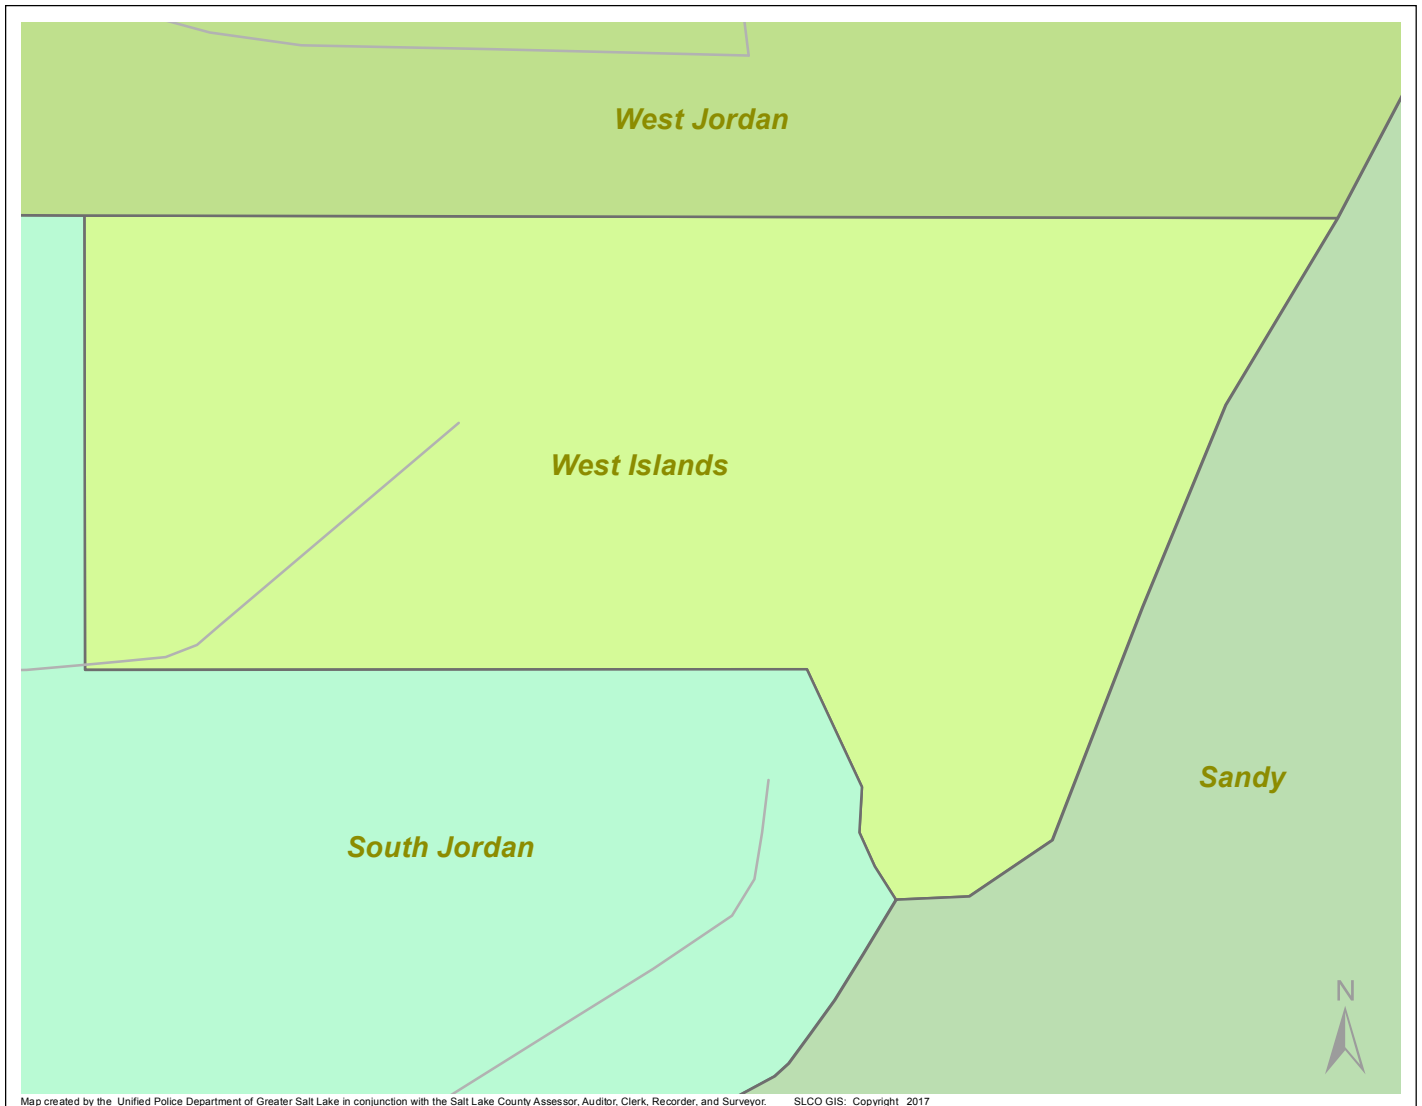 West Jordan
West Islands
Sandy
South Jordan
N
Map created by the Unified Police Department of Greater Salt Lake in conjunction with the Salt Lake County Assessor, Auditor, Clerk, Recorder, and Surveyor. SLCO GIS: Copyright 2017